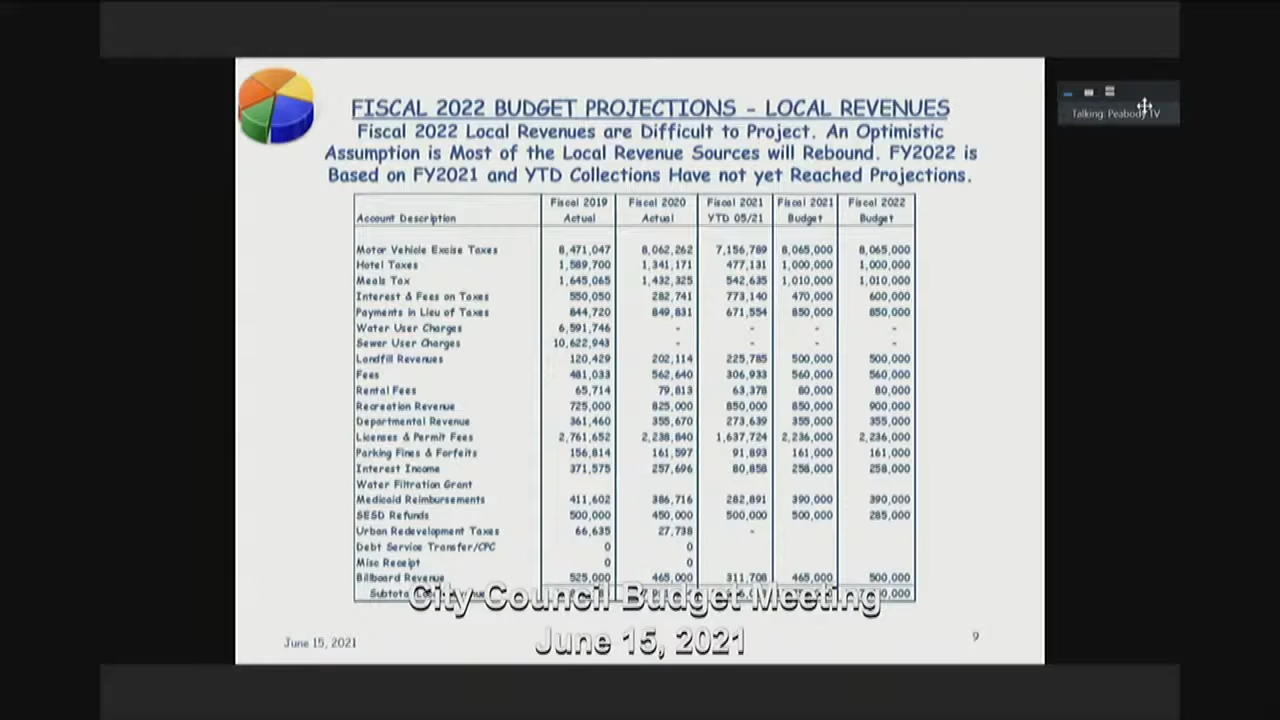 FISCAL 2022 BUDGET PROJECTIONS - LOCAL REVENUES
Fiscal 2022 Local Revenues are Difficult to Project. An Optimistic
Assumption is Most of the Local Revenue Sources will Rebound. FY2022 is
Based on FY2021 and YTD Collections Have not yet Reached Projections.
Talking: Peabody TV
Fiscal 2019 Fiscal 2020 Fiscal 2021 Fiscal 2021 Fiscal 2022
Account Description Actual Actual YTD 05/21 Budget Budget
Motor Vehicle Excise Taxes 8,471,047 8,062,262 7,156,789 8,065,000 8,065,000
Hotel Taxes 1,589,700 1,341,171 477,131 1,000,000 1,000,000
Meals Tax 1,645,065 1,432,325 542,635 1,010,000 1,010,000
Interest & Fees on Taxes 550,050 282,741 773,140 470,000 600,000
Payments in Lieu of Taxes 844,720 849,831 671,554 850,000 850,000
Water User Charges 6,591,746 - - - -
Sewer User Charges 10,622,943 - - - -
Landfill Revenues 120,429 202,114 225,785 500,000 500,000
Fees 481,033 562,640 306,933 560,000 560,000
Rental Fees 65,714 79,813 63,378 80,000 80,000
Recreation Revenue 725,000 825,000 850,000 850,000 900,000
Departmental Revenue 361,460 355,670 273,639 355,000 355,000
Licenses & Permit Fees 2,761,652 2,238,840 1,637,724 2,236,000 2,236,000
Parking Fines & Forfeits 156,814 161,597 91,893 161,000 161,000
Interest Income 371,575 257,696 80,858 258,000 258,000
Water Filtration Grant
Medicaid Reimbursements 411,602 386,716 282,891 390,000 390,000
SESD Refunds 500,000 450,000 500,000 500,000 285,000
Urban Redevelopment Taxes 66,635 27,738 -
Debt Service Transfer/CPC 0 0
Misc Receipt 0 0
Billboard Revenue 525,000 465,000 311,708 465,000 500,000
City Council Budget Meeting
June 15, 2021
June 15, 2021
9